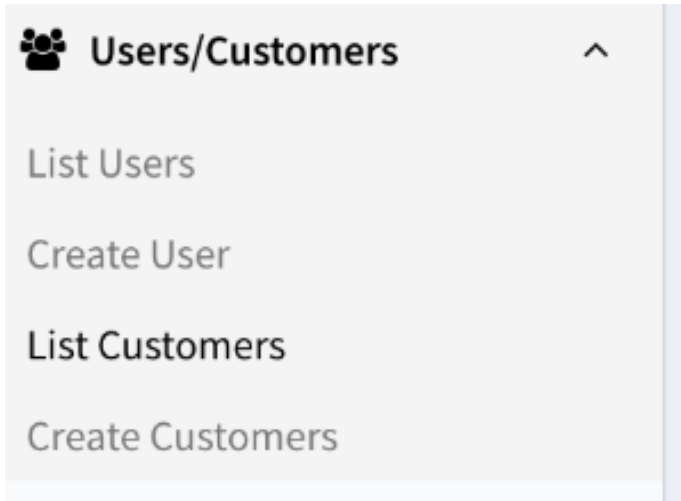 Users/Customers
List Users
Create User
List Customers
Create Customers